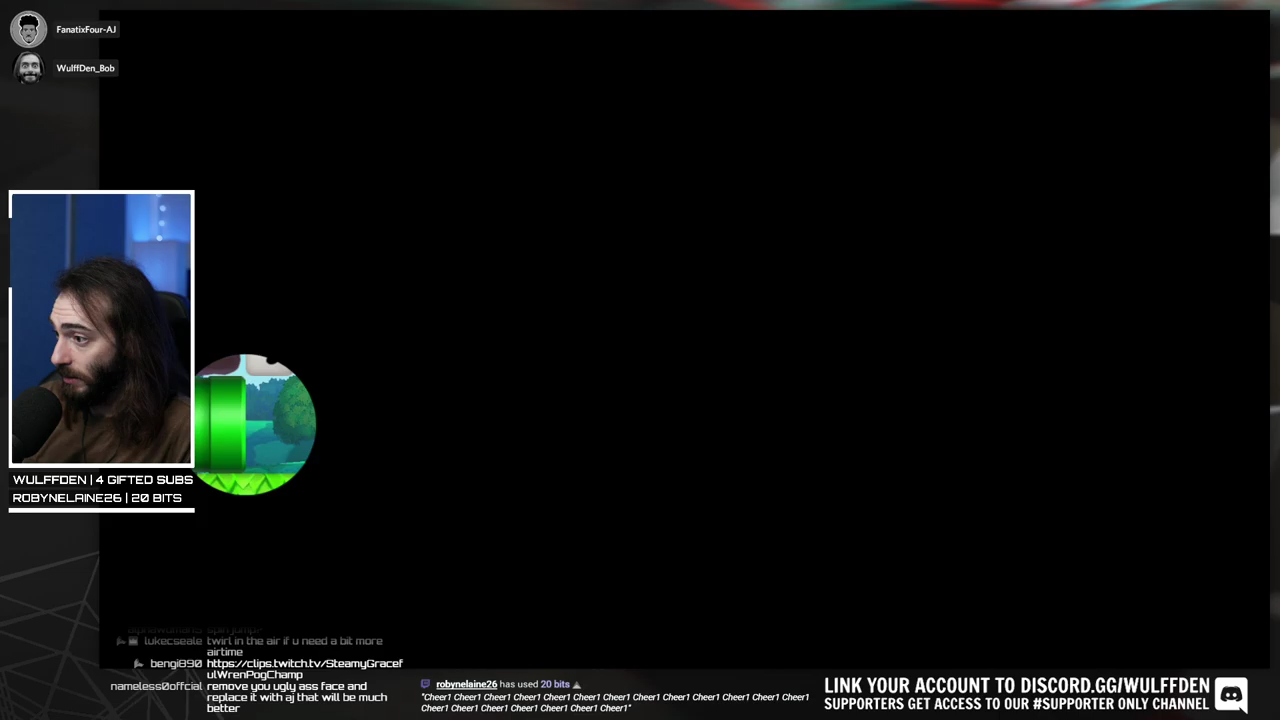 FanatixFour-AJ
WulffDen_Bob
WULFFDEN | 4 GIFTED SUBS
ROBYNELAINE26 | 20 BITS
spin jump?
lukecseale twirl in the air if u need a bit more
airtime
bengi890 https://clips.twitch.tv/SteamyGracef
ulWrenPogChamp
nameless0ffcial remove you ugly ass face and
replace it with aj that will be much
better
robynelaine26 has used 20 bits
"Cheer1 Cheer1 Cheer1 Cheer1 Cheer1 Cheer1 Cheer1 Cheer1 Cheer1 Cheer1 Cheer1 Cheer1 Cheer1
Cheer1 Cheer1 Cheer1 Cheer1 Cheer1 Cheer1 Cheer1"
LINK YOUR ACCOUNT TO DISCORD.GG/WULFFDEN
SUPPORTERS GET ACCESS TO OUR #SUPPORTER ONLY CHANNEL